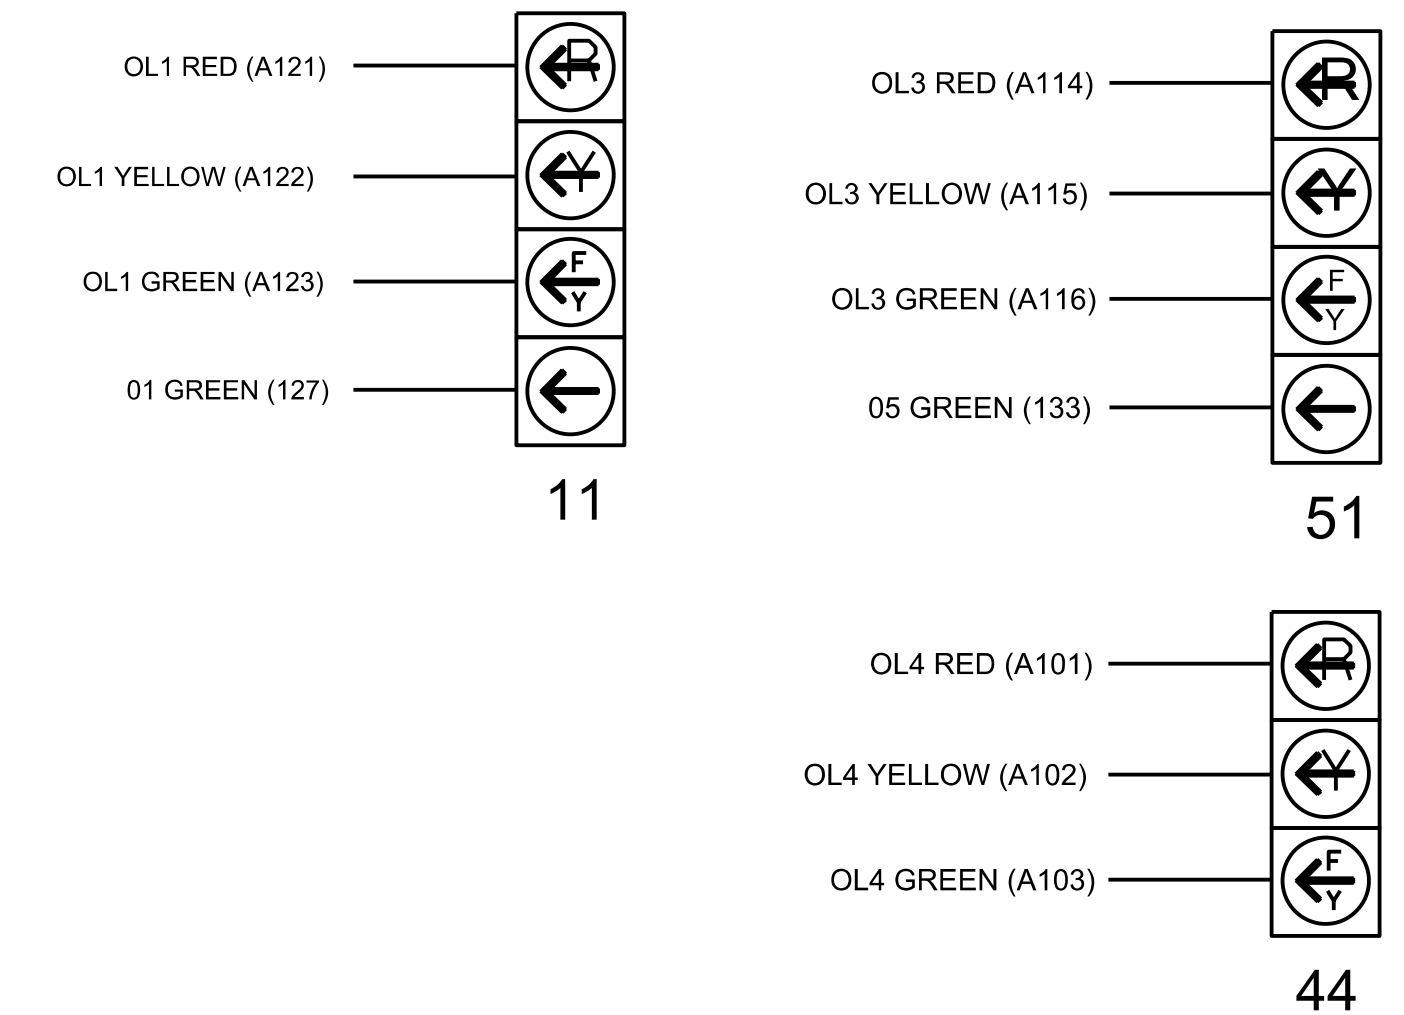 OL1 RED (A121)
R
OL1 YELLOW (A122)
Y
OL1 GREEN (A123)
F
Y
01 GREEN (127)
11
OL3 RED (A114)
R
OL3 YELLOW (A115)
Y
OL3 GREEN (A116)
F
Y
05 GREEN (133)
51
OL4 RED (A101)
R
OL4 YELLOW (A102)
Y
OL4 GREEN (A103)
F
Y
44